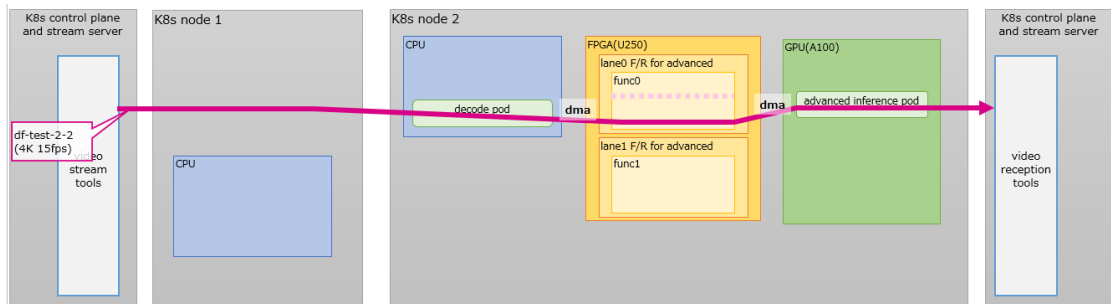 K8s control plane
and stream server
video
stream
tools
df-test-2-2
(4K 15fps)
K8s node 1
CPU
K8s node 2
CPU
decode pod
dma
FPGA(U250)
lane0 F/R for advanced
func0
lane1 F/R for advanced
func1
dma
GPU(A100)
advanced inference pod
K8s control plane
and stream server
video
reception
tools